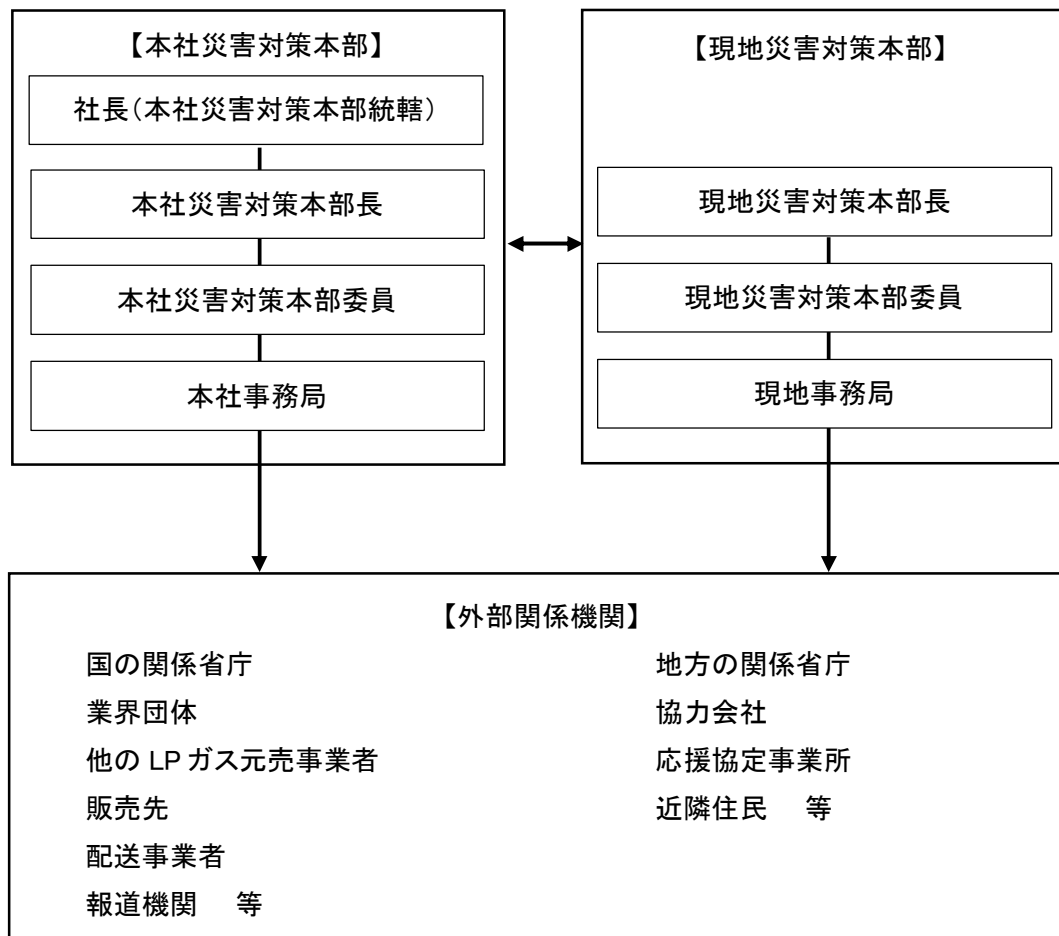 【本社災害対策本部】
社長（本社災害対策本部統轄）
本社災害対策本部長
本社災害対策本部委員
本社事務局
【現地災害対策本部】
現地災害対策本部長
現地災害対策本部委員
現地事務局
【外部関係機関】
国の関係省庁
業界団体
他の LP ガス元売事業者
販売先
配送事業者
報道機関　等
地方の関係省庁
協力会社
応援協定事業所
近隣住民　等